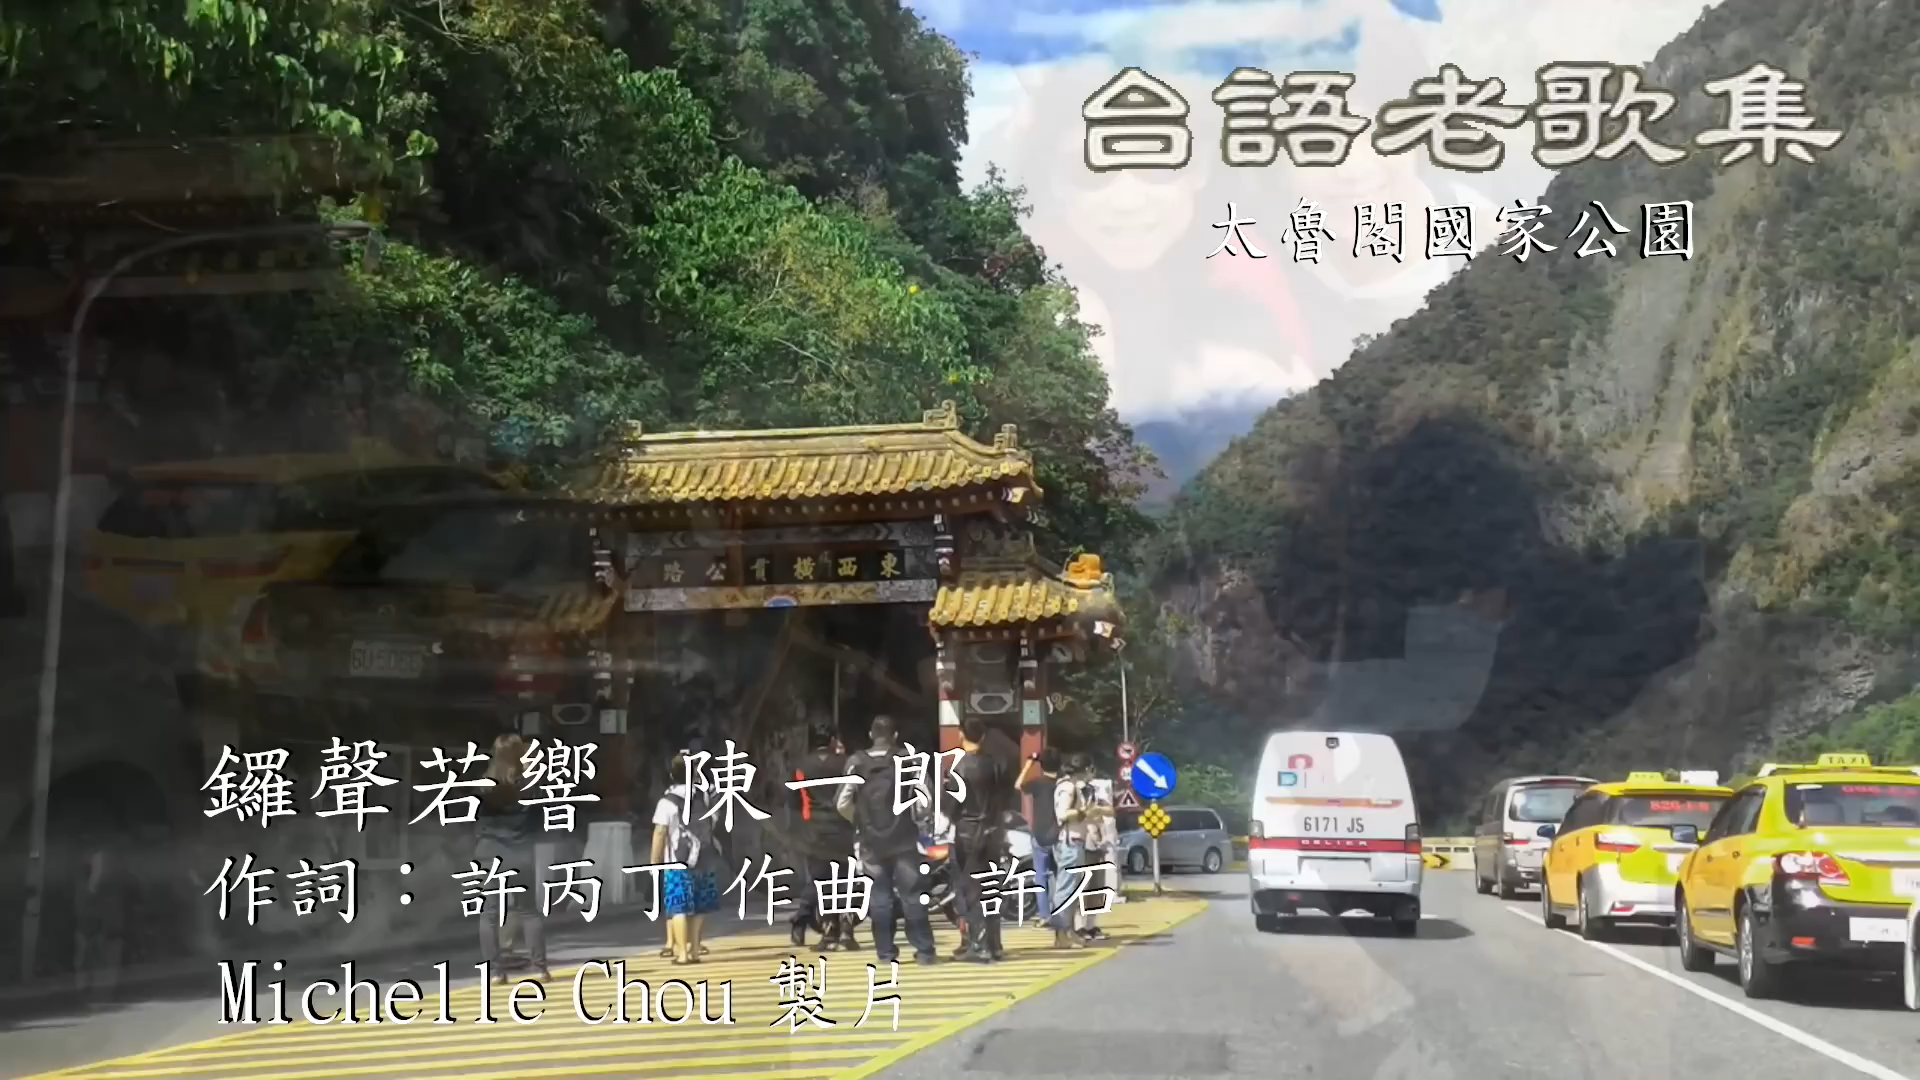 台語老歌集
太魯閣國家公園
東西橫貫公路
鑼聲若響 陳一郎
作詞：許丙丁 作曲：許石
Michelle Chou 製片
6171 JS
DELICA
TAXI